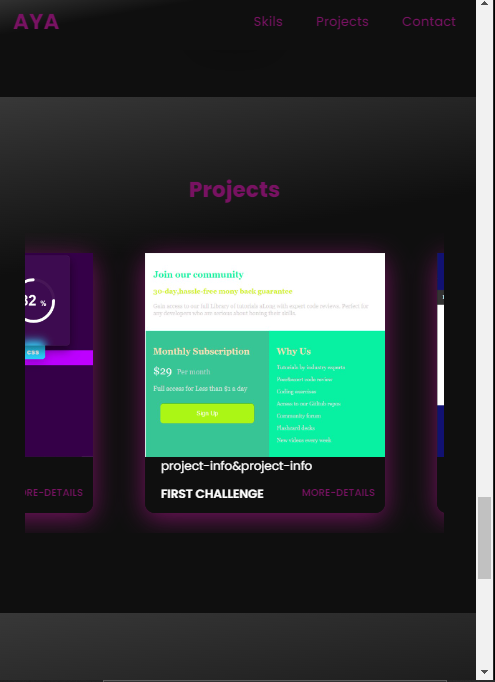 AYA
Skils Projects Contact
Projects
32 %
css
Join our community
30-day,hassle-free money back guarantee
Gain access to our full library of tutorials along with expert code reviews. Perfect for
any developers who are serious about honing their skills.
Monthly Subscription
$29 Per month
Full access for Less than $1 a day
Sign Up
Why Us
Tutorials by industry experts
Peer&expert code review
Coding exercises
Access to our GitHub repos
Community forum
Flashcard decks
New videos every week
project-info&project-info
FIRST CHALLENGE
MORE-DETAILS
ORE-DETAILS